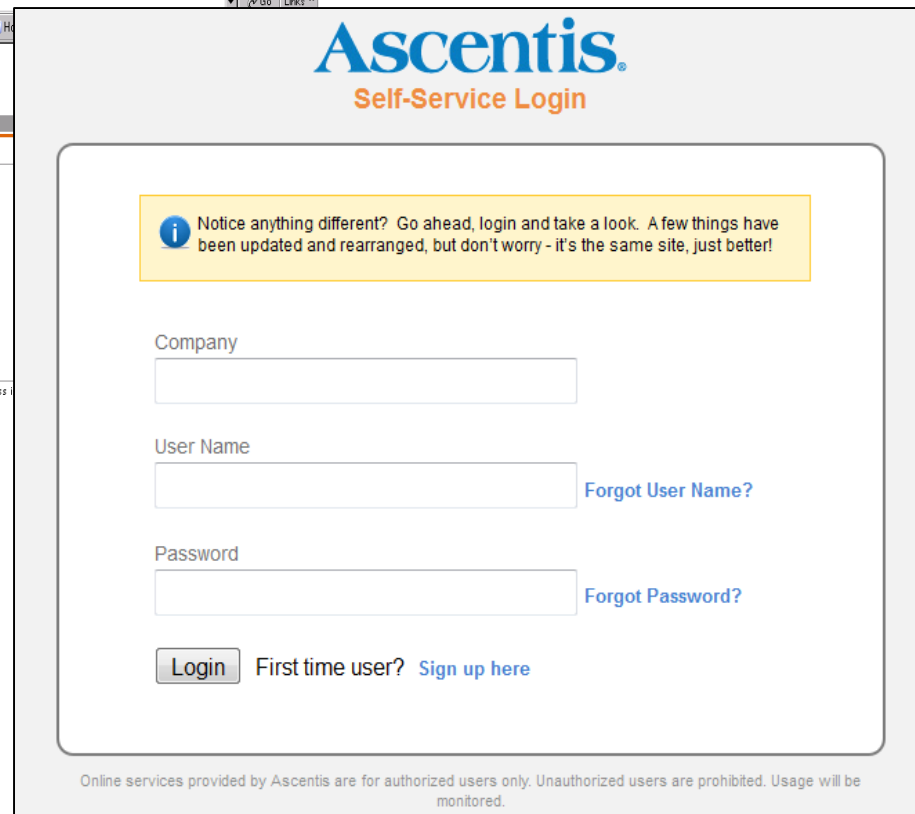 Go Links
Ascentis®
Self-Service Login
Notice anything different? Go ahead, login and take a look. A few things have
been updated and rearranged, but don't worry - it's the same site, just better!
Company
User Name
Forgot User Name?
Password
Forgot Password?
Login First time user? Sign up here
Online services provided by Ascentis are for authorized users only. Unauthorized users are prohibited. Usage will be
monitored.